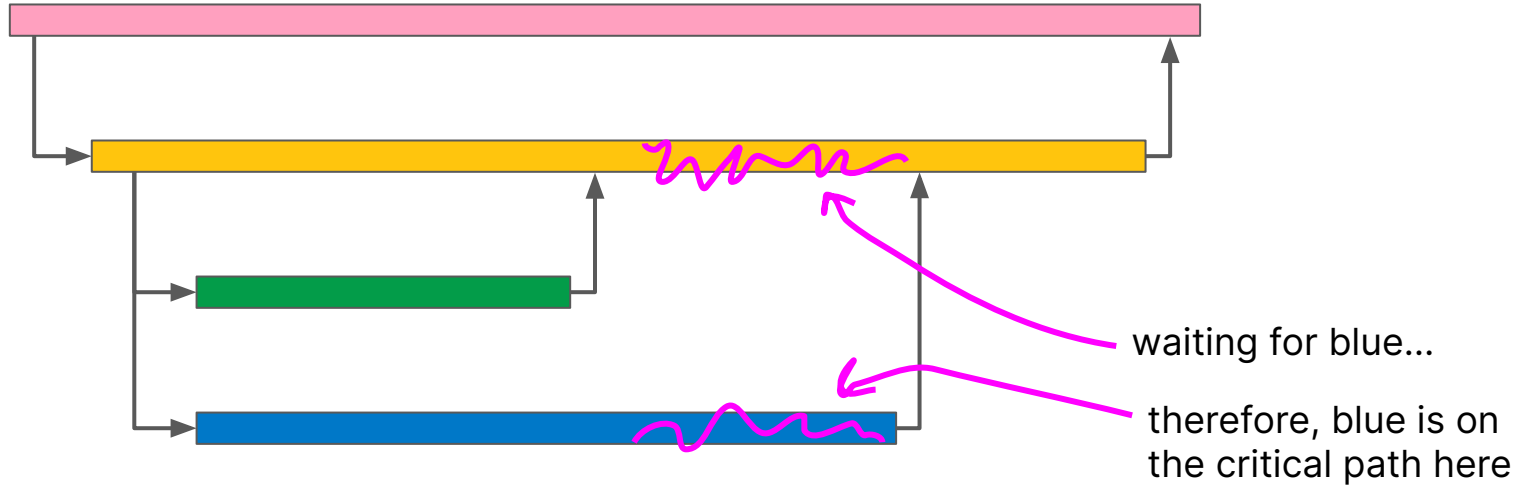 waiting for blue...
therefore, blue is on
the critical path here